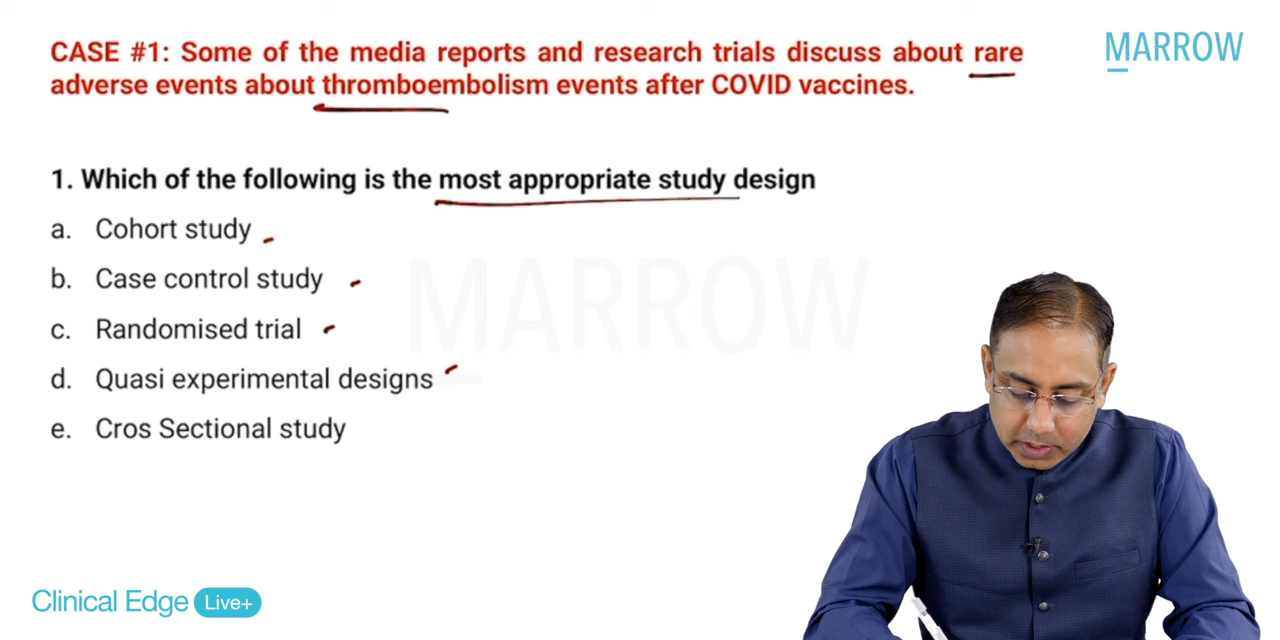 MARROW
CASE #1: Some of the media reports and research trials discuss about rare
adverse events about thromboembolism events after COVID vaccines.
1. Which of the following is the most appropriate study design
a. Cohort study
b. Case control study
c. Randomised trial
d. Quasi experimental designs
e. Cros Sectional study
MARROW
Clinical Edge Live+